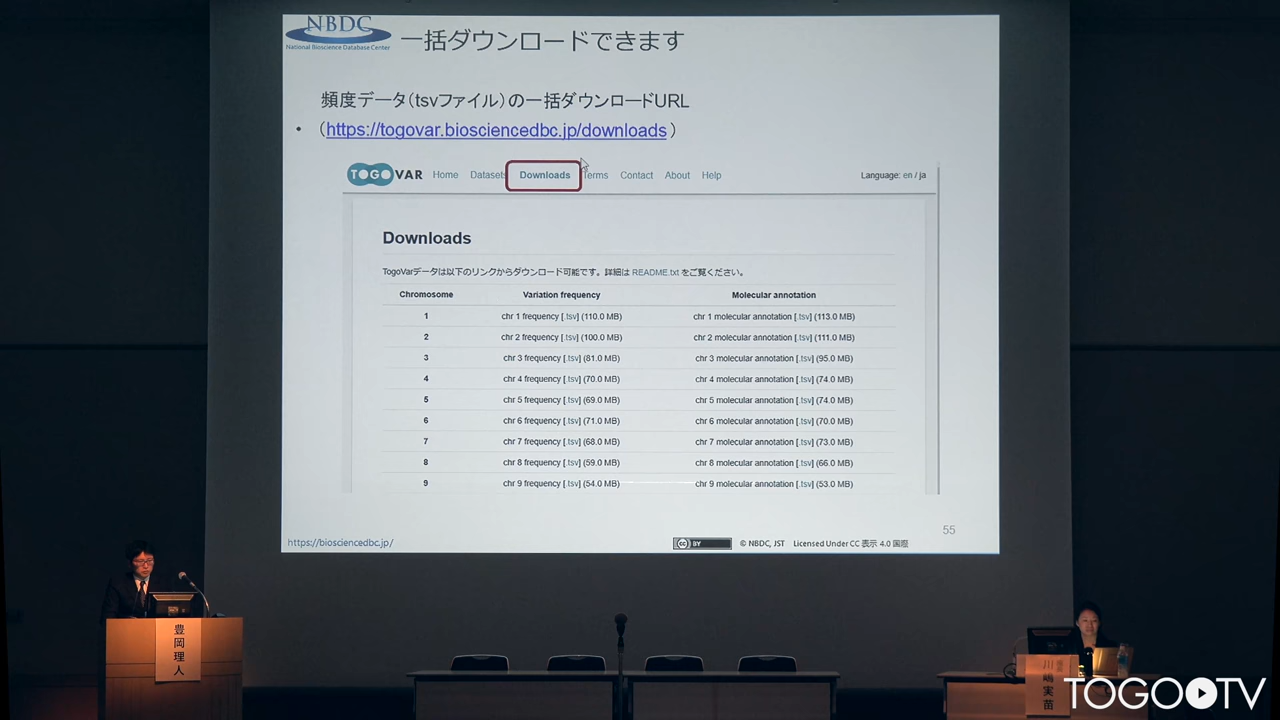 NBDC
National Bioscience Database Center
一括ダウンロードできます
頻度データ（tsvファイル）の一括ダウンロードURL
• （https://togovar.biosciencedbc.jp/downloads）
TOGOVAR Home Datasets Downloads Terms Contact About Help Language: en / ja
Downloads
TogoVarデータは以下のリンクからダウンロード可能です。詳細は README.txt をご覧ください。
Chromosome Variation frequency Molecular annotation
1 chr 1 frequency [.tsv] (110.0 MB) chr 1 molecular annotation [.tsv] (113.0 MB)
2 chr 2 frequency [.tsv] (100.0 MB) chr 2 molecular annotation [.tsv] (111.0 MB)
3 chr 3 frequency [.tsv] (81.0 MB) chr 3 molecular annotation [.tsv] (95.0 MB)
4 chr 4 frequency [.tsv] (70.0 MB) chr 4 molecular annotation [.tsv] (74.0 MB)
5 chr 5 frequency [.tsv] (69.0 MB) chr 5 molecular annotation [.tsv] (74.0 MB)
6 chr 6 frequency [.tsv] (71.0 MB) chr 6 molecular annotation [.tsv] (70.0 MB)
7 chr 7 frequency [.tsv] (68.0 MB) chr 7 molecular annotation [.tsv] (73.0 MB)
8 chr 8 frequency [.tsv] (59.0 MB) chr 8 molecular annotation [.tsv] (66.0 MB)
9 chr 9 frequency [.tsv] (54.0 MB) chr 9 molecular annotation [.tsv] (53.0 MB)
55
https://biosciencedbc.jp/
cc BY © NBDC, JST Licensed Under CC 表示 4.0 国際
豊岡理人
川嶋実苗
TOGOTV